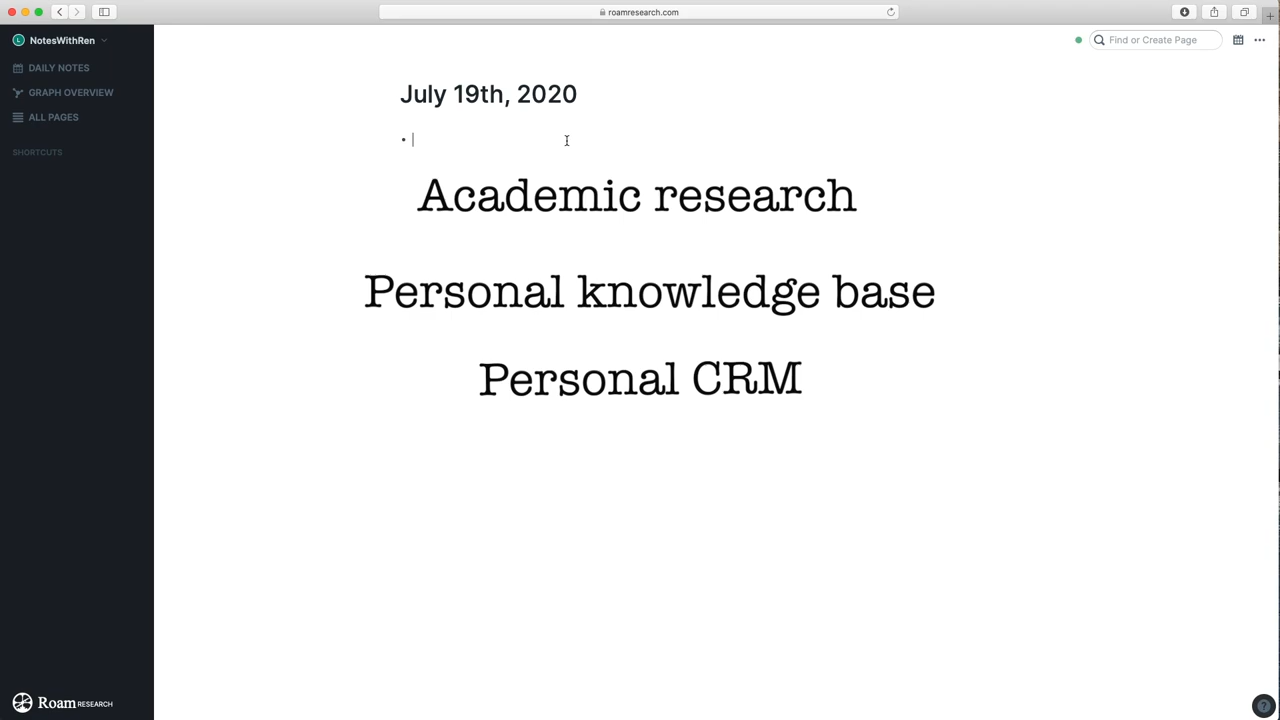 roamresearch.com
NotesWithRen
Find or Create Page
DAILY NOTES
GRAPH OVERVIEW
ALL PAGES
SHORTCUTS
July 19th, 2020
Academic research
Personal knowledge base
Personal CRM
Roam RESEARCH